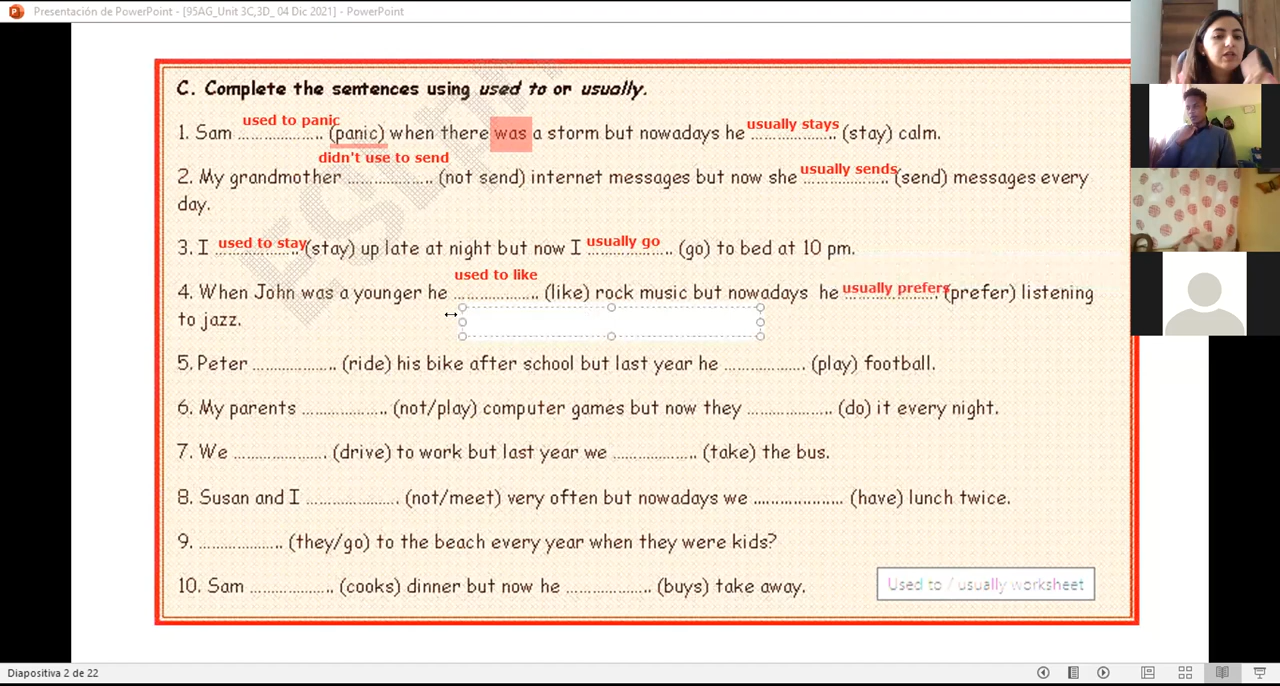 Presentación de PowerPoint - [95AG_Unit 3C,3D_ 04 Dic 2021] - PowerPoint
C. Complete the sentences using used to or usually.
1. Sam used to panic (panic) when there was a storm but nowadays he usually stays (stay) calm.
2. My grandmother didn't use to send (not send) internet messages but now she usually sends (send) messages every
day.
3. I used to stay (stay) up late at night but now I usually go (go) to bed at 10 pm.
4. When John was a younger he used to like (like) rock music but nowadays he usually prefers (prefer) listening
to jazz.
5. Peter .................. (ride) his bike after school but last year he ................. (play) football.
6. My parents .................. (not/play) computer games but now they .................. (do) it every night.
7. We .................... (drive) to work but last year we .................. (take) the bus.
8. Susan and I .................... (not/meet) very often but nowadays we ................... (have) lunch twice.
9. .................. (they/go) to the beach every year when they were kids?
10. Sam .................. (cooks) dinner but now he .................. (buys) take away.
Used to / usually worksheet
Diapositiva 2 de 22